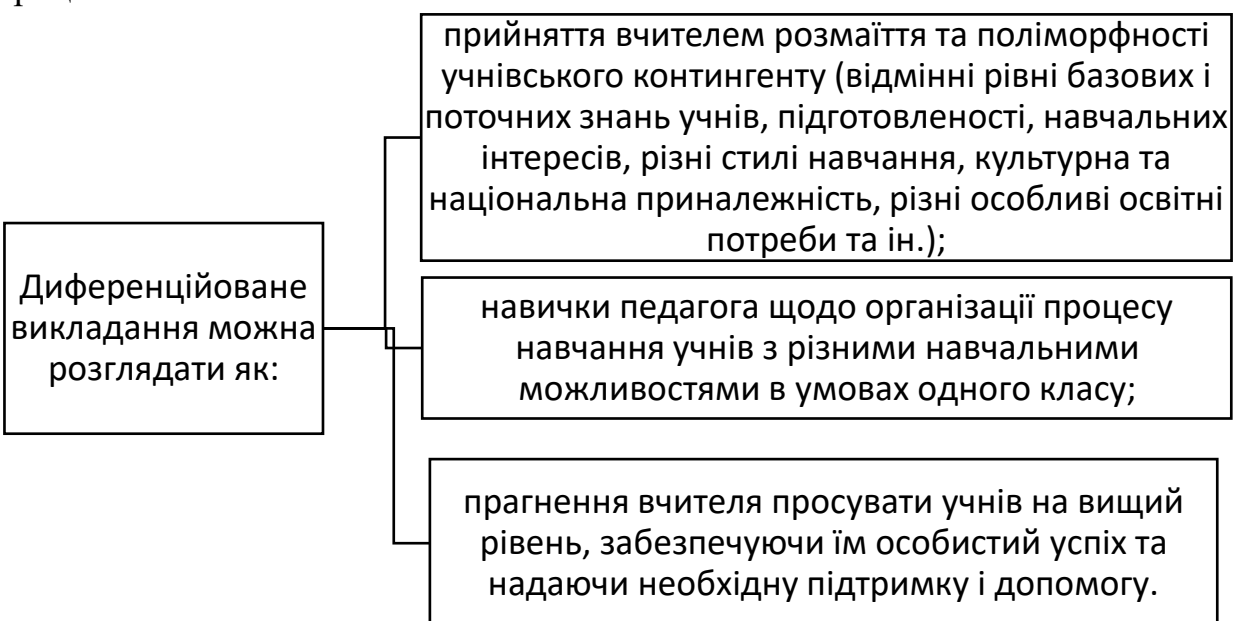 Диференційоване
викладання можна
розглядати як:
прийняття вчителем розмаїття та поліморфності
учнівського контингенту (відмінні рівні базових і
поточних знань учнів, підготовленості, навчальних
інтересів, різні стилі навчання, культурна та
національна приналежність, різні особливі освітні
потреби та ін.);
навички педагога щодо організації процесу
навчання учнів з різними навчальними
можливостями в умовах одного класу;
прагнення вчителя просувати учнів на вищий
рівень, забезпечуючи їм особистий успіх та
надаючи необхідну підтримку і допомогу.